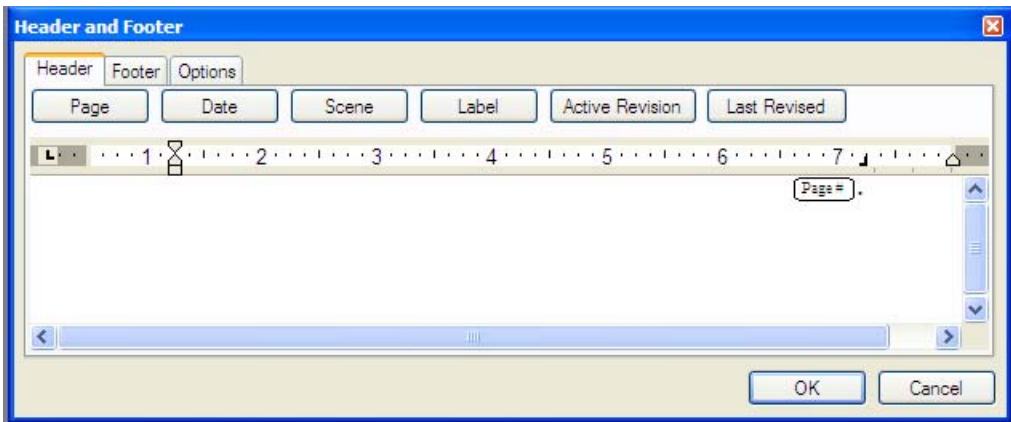 Header and Footer
Header Footer Options
Page Date Scene Label Active Revision Last Revised
1 2 3 4 5 6 7
Page # .
OK Cancel